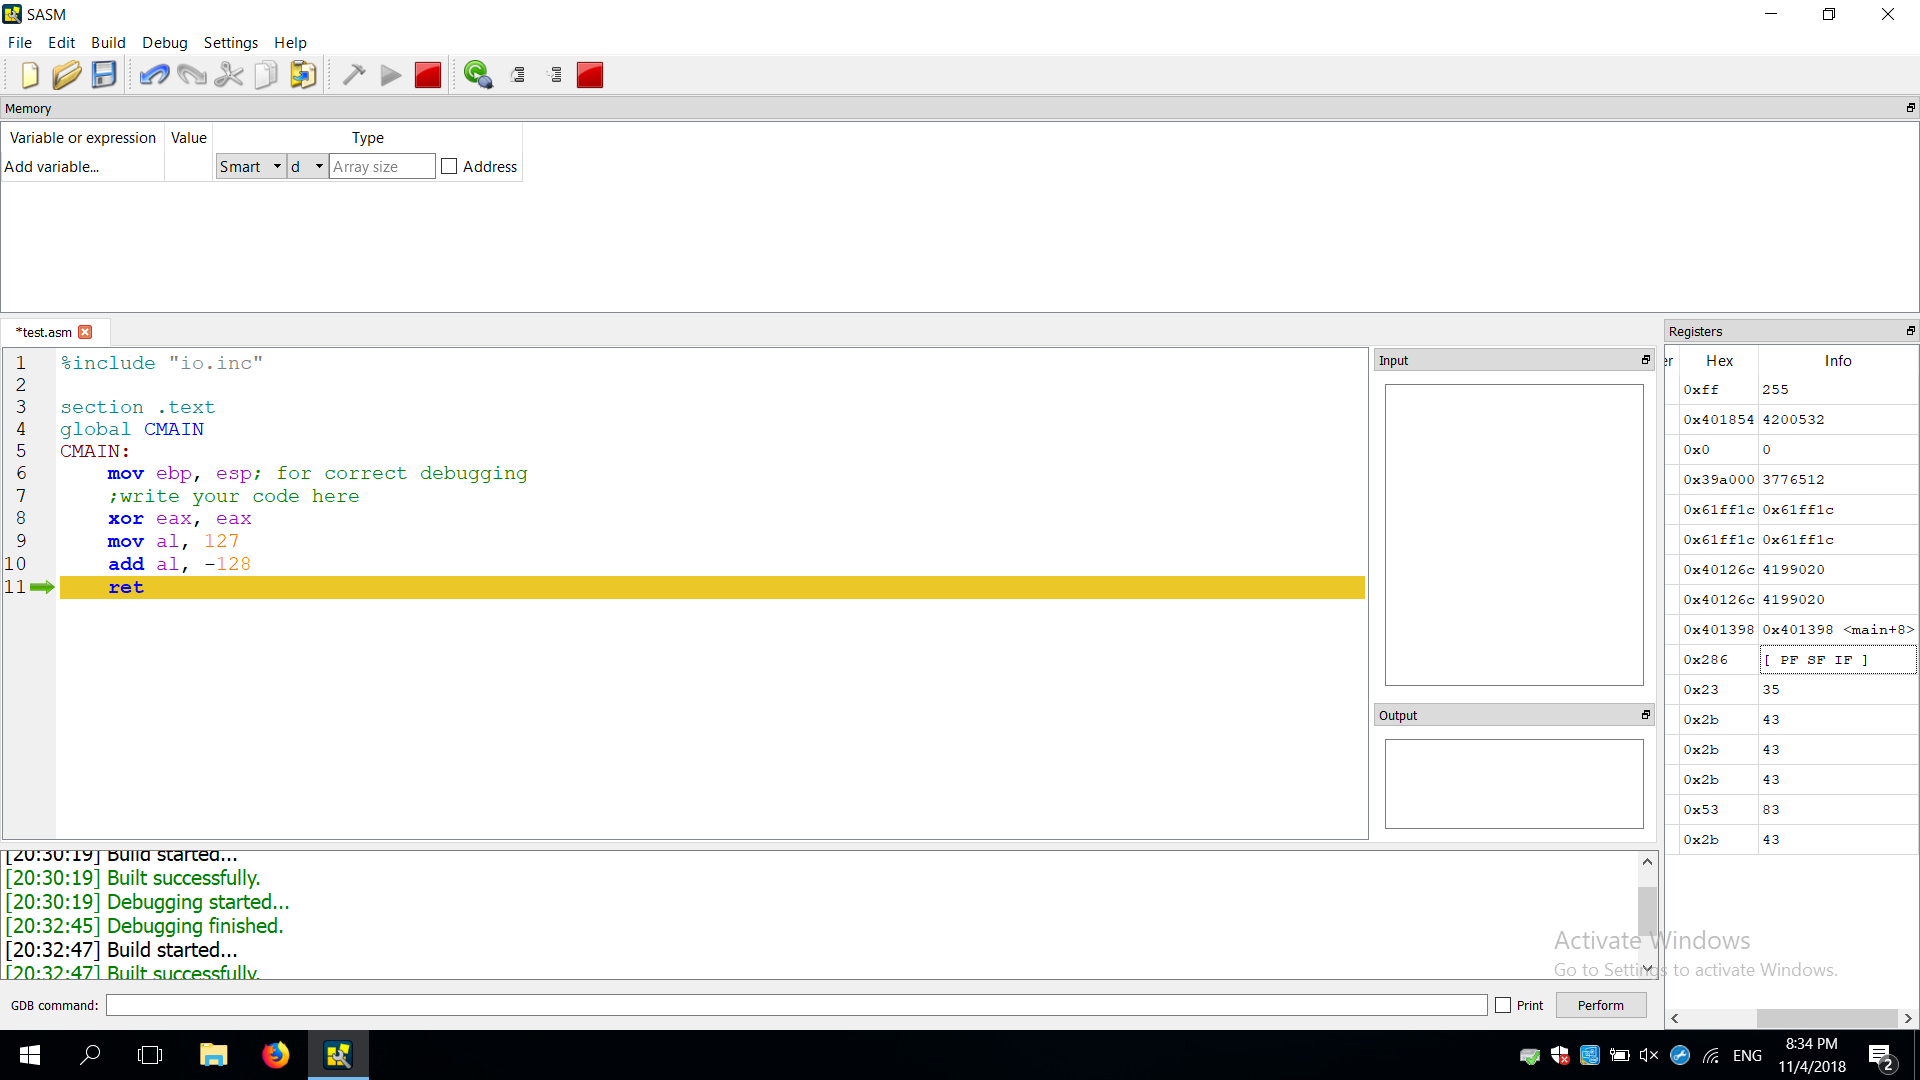 SASM
File Edit Build Debug Settings Help
Memory
Variable or expression Value Type
Add variable... Smart d Array size Address
*test.asm
Registers
1 %include "io.inc"
2
3 section .text
4 global CMAIN
5 CMAIN:
6 mov ebp, esp; for correct debugging
7 ;write your code here
8 xor eax, eax
9 mov al, 127
10 add al, -128
11 ret
Input
Output
er Hex Info
0xff 255
0x401854 4200532
0x0 0
0x39a000 3776512
0x61ff1c 0x61ff1c
0x61ff1c 0x61ff1c
0x40126c 4199020
0x40126c 4199020
0x401398 0x401398 <main+8>
0x286 [ PF SF IF ]
0x23 35
0x2b 43
0x2b 43
0x2b 43
0x53 83
0x2b 43
[20:30:19] Build started...
[20:30:19] Built successfully.
[20:30:19] Debugging started...
[20:32:45] Debugging finished.
[20:32:47] Build started...
[20:32:47] Built successfully.
Activate Windows
Go to Settings to activate Windows.
GDB command: Print Perform
ENG
8:34 PM
11/4/2018
2